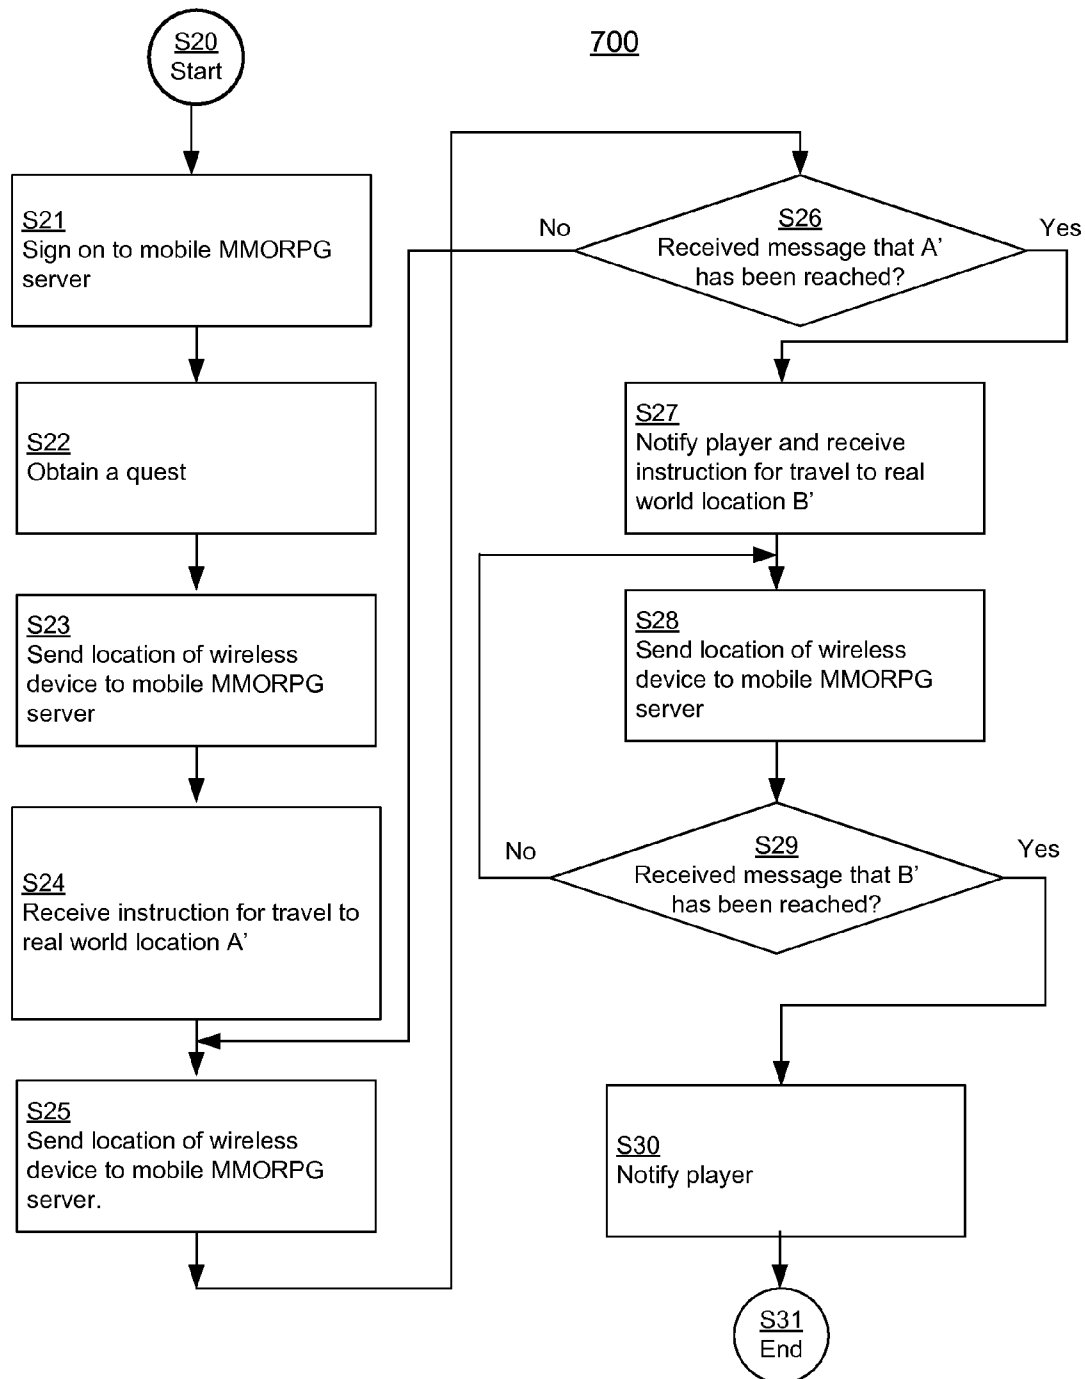 S20
Start
700
S21
Sign on to mobile MMORPG
server
S22
Obtain a quest
S23
Send location of wireless
device to mobile MMORPG
server
S24
Receive instruction for travel to
real world location A’
S25
Send location of wireless
device to mobile MMORPG
server.
No
S26
Received message that A’
has been reached?
Yes
S27
Notify player and receive
instruction for travel to real
world location B’
S28
Send location of wireless
device to mobile MMORPG
server
No
S29
Received message that B’
has been reached?
Yes
S30
Notify player
S31
End